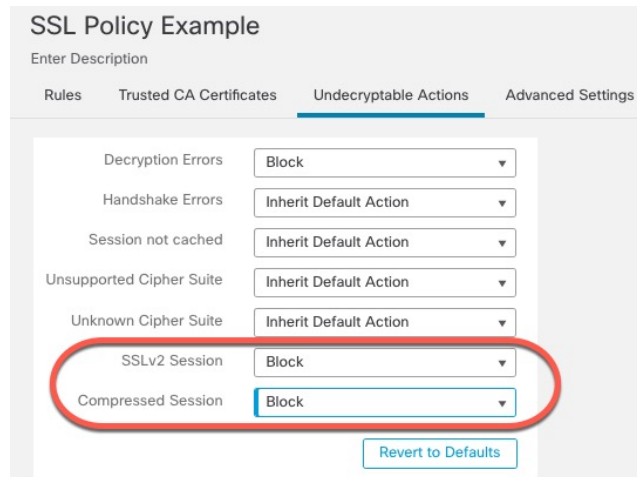 SSL Policy Example
Enter Description
Rules Trusted CA Certificates Undecryptable Actions Advanced Settings
Decryption Errors Block
Handshake Errors Inherit Default Action
Session not cached Inherit Default Action
Unsupported Cipher Suite Inherit Default Action
Unknown Cipher Suite Inherit Default Action
SSLv2 Session Block
Compressed Session Block
Revert to Defaults